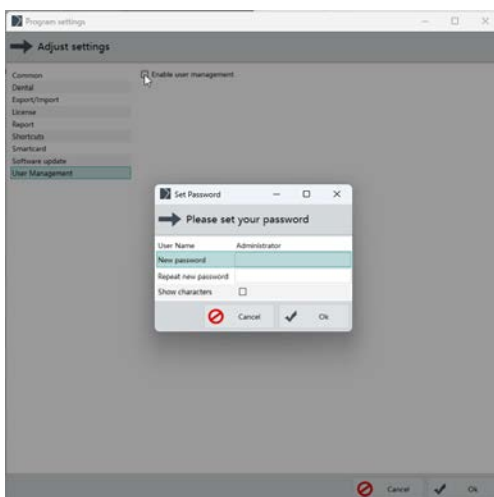 Program settings
Adjust settings
Common
Dental
Export/Import
License
Report
Shortcuts
Smartcard
Software update
User Management
Enable user management
Set Password
Please set your password
User Name Administrator
New password
Repeat new password
Show characters
Cancel Ok
Cancel Ok